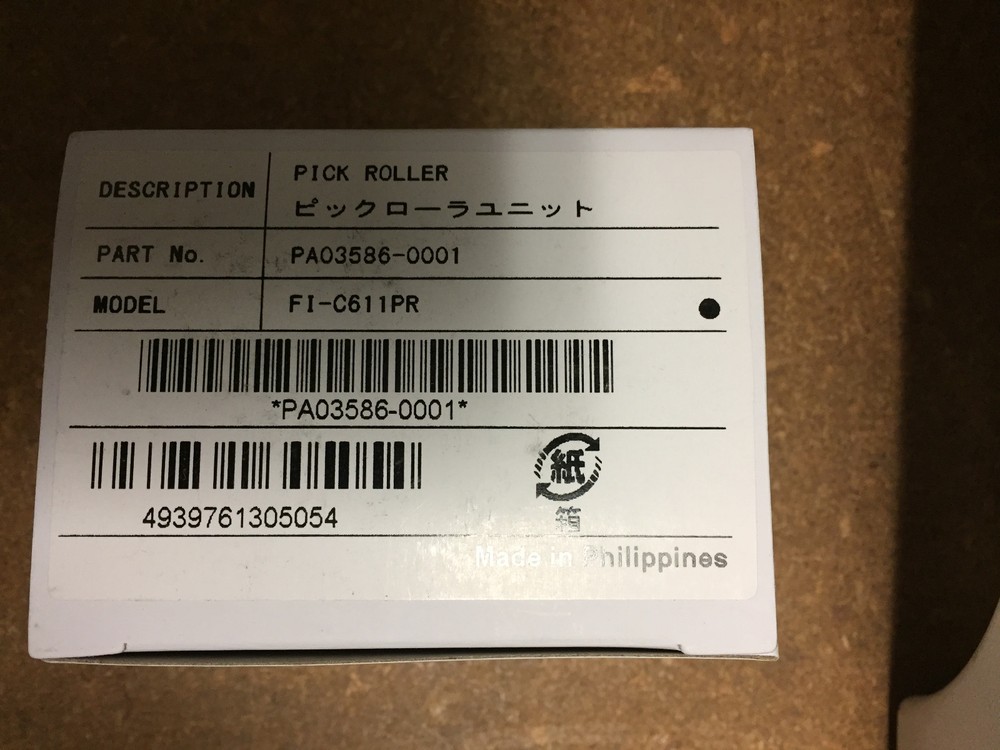 DESCRIPTION
PICK ROLLER
ピックローラユニット
PART No. PA03586-0001
MODEL FI-C611PR
*PA03586-0001*
紙
箱
4939761305054
Made in Philippines